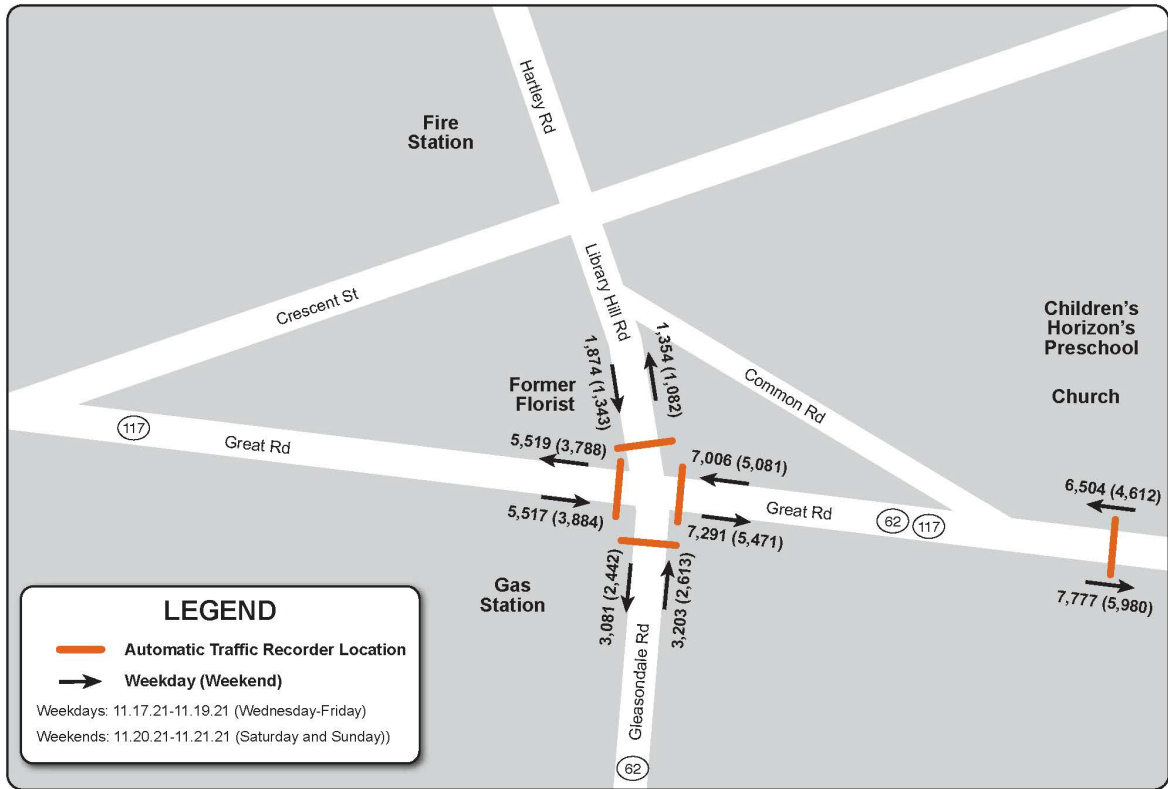 Hartley Rd
Fire
Station
Library Hill Rd
Crescent St
Children's
Horizon's
Preschool
Church
1,874 (1,343)
1,354 (1,082)
Former
Florist
Common Rd
117
Great Rd
5,519 (3,788)
7,006 (5,081)
5,517 (3,884)
7,291 (5,471)
Great Rd
62
117
6,504 (4,612)
7,777 (5,980)
Gas
Station
3,081 (2,442)
3,203 (2,613)
Gleasondale Rd
62
LEGEND
Automatic Traffic Recorder Location
Weekday (Weekend)
Weekdays: 11.17.21-11.19.21 (Wednesday-Friday)
Weekends: 11.20.21-11.21.21 (Saturday and Sunday))